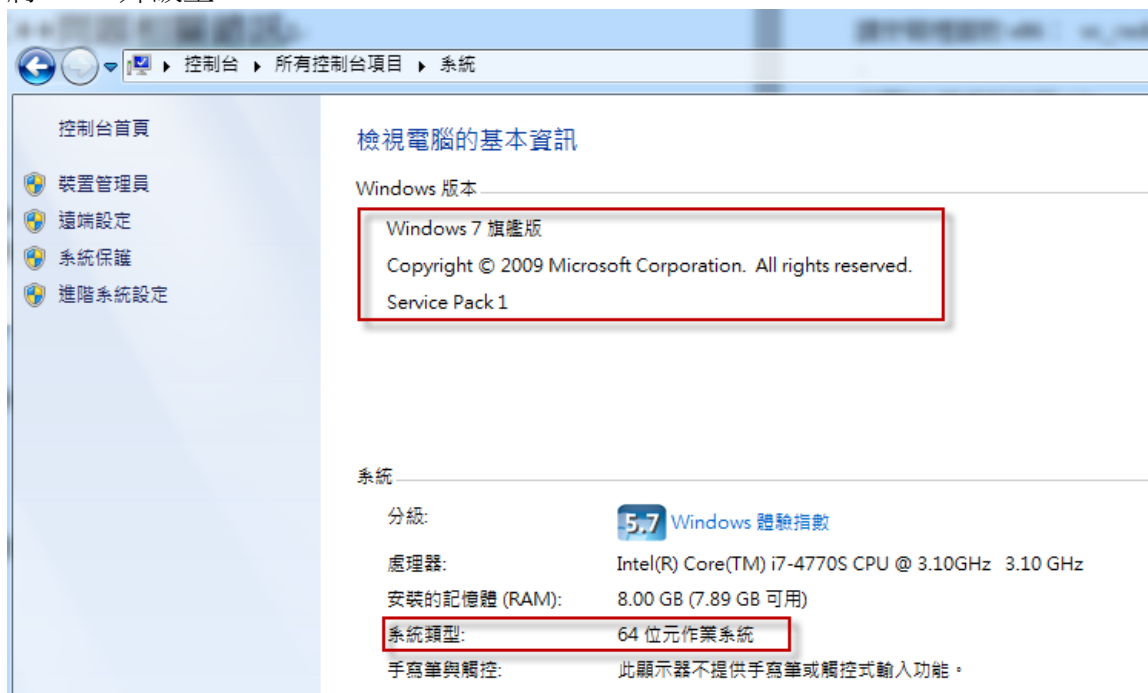 控制台 ▸ 所有控制台項目 ▸ 系統
控制台首頁
裝置管理員
遠端設定
系統保護
進階系統設定
檢視電腦的基本資訊
Windows 版本
Windows 7 旗艦版
Copyright © 2009 Microsoft Corporation. All rights reserved.
Service Pack 1
系統
分級: 5.7 Windows 體驗指數
處理器: Intel(R) Core(TM) i7-4770S CPU @ 3.10GHz 3.10 GHz
安裝的記憶體 (RAM): 8.00 GB (7.89 GB 可用)
系統類型: 64 位元作業系統
手寫筆與觸控: 此顯示器不提供手寫筆或觸控式輸入功能。